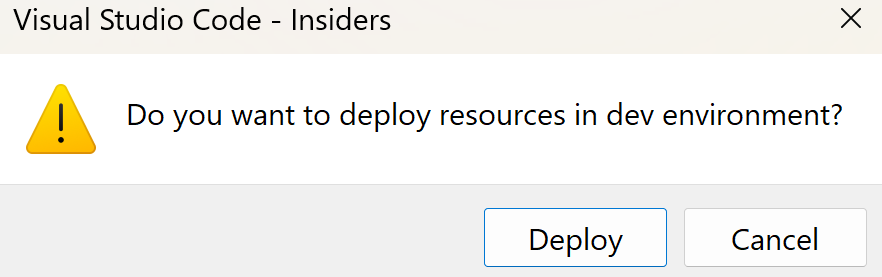 Visual Studio Code - Insiders
Do you want to deploy resources in dev environment?
Deploy
Cancel